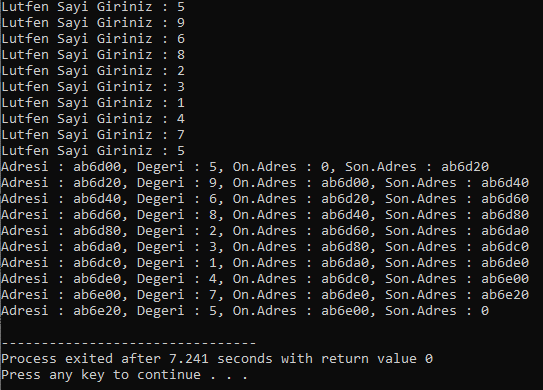 Lutfen Sayi Giriniz : 5
Lutfen Sayi Giriniz : 9
Lutfen Sayi Giriniz : 6
Lutfen Sayi Giriniz : 8
Lutfen Sayi Giriniz : 2
Lutfen Sayi Giriniz : 3
Lutfen Sayi Giriniz : 1
Lutfen Sayi Giriniz : 4
Lutfen Sayi Giriniz : 7
Lutfen Sayi Giriniz : 5
Adresi : ab6d00, Degeri : 5, On.Adres : 0, Son.Adres : ab6d20
Adresi : ab6d20, Degeri : 9, On.Adres : ab6d00, Son.Adres : ab6d40
Adresi : ab6d40, Degeri : 6, On.Adres : ab6d20, Son.Adres : ab6d60
Adresi : ab6d60, Degeri : 8, On.Adres : ab6d40, Son.Adres : ab6d80
Adresi : ab6d80, Degeri : 2, On.Adres : ab6d60, Son.Adres : ab6da0
Adresi : ab6da0, Degeri : 3, On.Adres : ab6d80, Son.Adres : ab6dc0
Adresi : ab6dc0, Degeri : 1, On.Adres : ab6da0, Son.Adres : ab6de0
Adresi : ab6de0, Degeri : 4, On.Adres : ab6dc0, Son.Adres : ab6e00
Adresi : ab6e00, Degeri : 7, On.Adres : ab6de0, Son.Adres : ab6e20
Adresi : ab6e20, Degeri : 5, On.Adres : ab6e00, Son.Adres : 0
--------------------------------
Process exited after 7.241 seconds with return value 0
Press any key to continue . . .